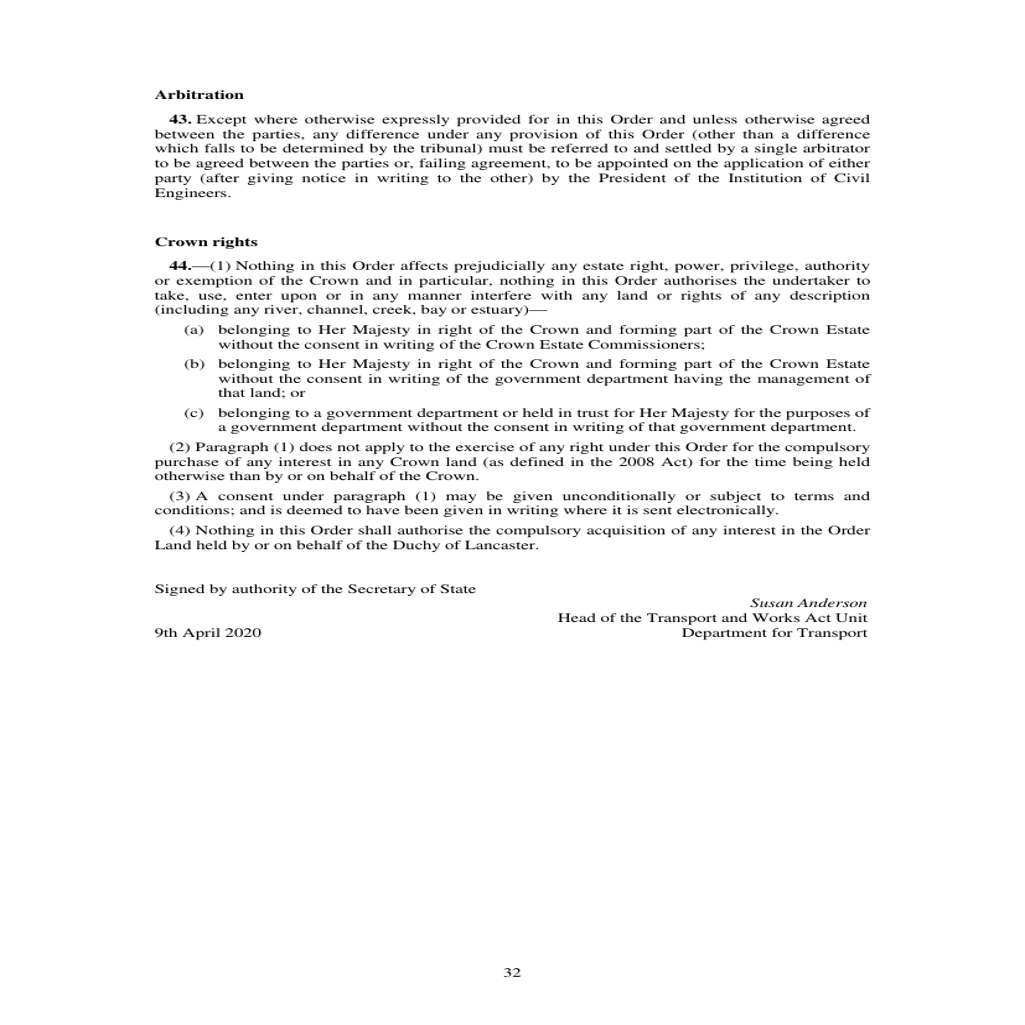 Arbitration
43. Except where otherwise expressly provided for in this Order and unless otherwise agreed
between the parties, any difference under any provision of this Order (other than a difference
which falls to be determined by the tribunal) must be referred to and settled by a single arbitrator
to be agreed between the parties or, failing agreement, to be appointed on the application of either
party (after giving notice in writing to the other) by the President of the Institution of Civil
Engineers.
Crown rights
44.—(1) Nothing in this Order affects prejudicially any estate right, power, privilege, authority
or exemption of the Crown and in particular, nothing in this Order authorises the undertaker to
take, use, enter upon or in any manner interfere with any land or rights of any description
(including any river, channel, creek, bay or estuary)—
(a) belonging to Her Majesty in right of the Crown and forming part of the Crown Estate
without the consent in writing of the Crown Estate Commissioners;
(b) belonging to Her Majesty in right of the Crown and forming part of the Crown Estate
without the consent in writing of the government department having the management of
that land; or
(c) belonging to a government department or held in trust for Her Majesty for the purposes of
a government department without the consent in writing of that government department.
(2) Paragraph (1) does not apply to the exercise of any right under this Order for the compulsory
purchase of any interest in any Crown land (as defined in the 2008 Act) for the time being held
otherwise than by or on behalf of the Crown.
(3) A consent under paragraph (1) may be given unconditionally or subject to terms and
conditions; and is deemed to have been given in writing where it is sent electronically.
(4) Nothing in this Order shall authorise the compulsory acquisition of any interest in the Order
Land held by or on behalf of the Duchy of Lancaster.
Signed by authority of the Secretary of State
Susan Anderson
Head of the Transport and Works Act Unit
9th April 2020 Department for Transport
32